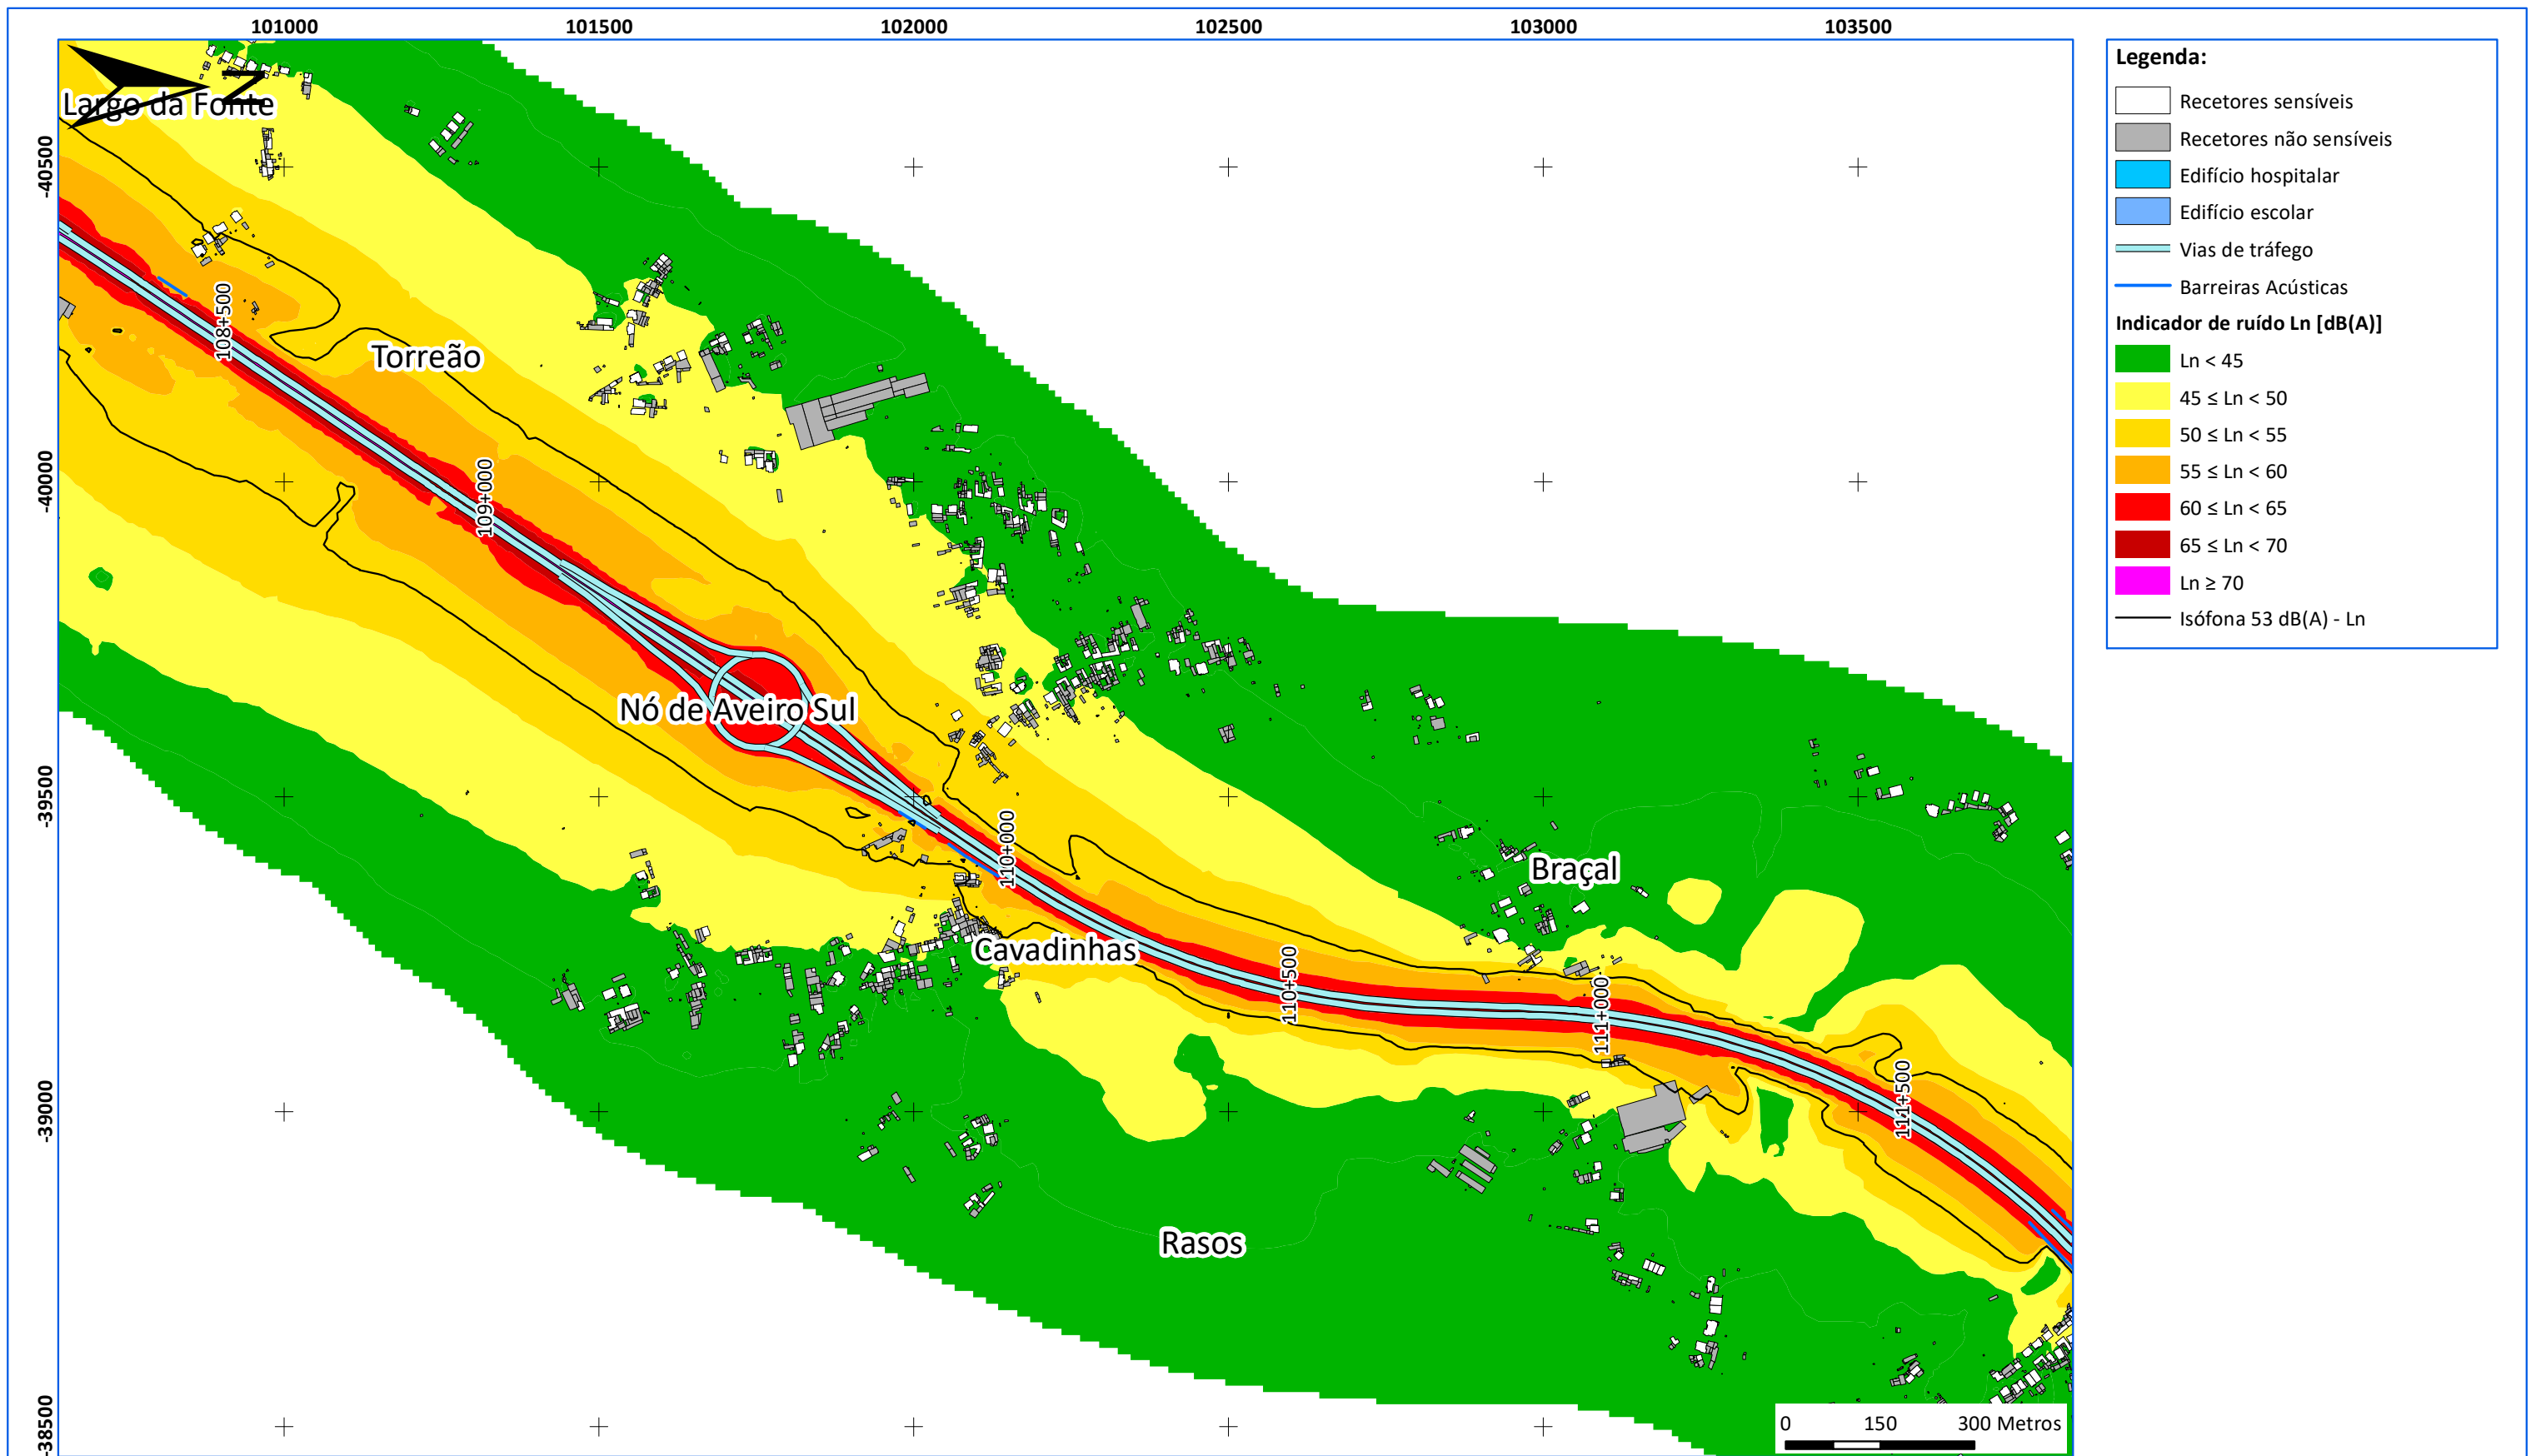 101000 101500 102000 102500 103000 103500
-40500
-40000
-39500
-39000
-38500
N
Largo da Fonte
108+500
Torreão
109+000
Nó de Aveiro Sul
110+000
Braçal
Cavadinhas
110+500
111+000
111+500
Rasos
0 150 300 Metros
Legenda:
Recetores sensíveis
Recetores não sensíveis
Edifício hospitalar
Edifício escolar
Vias de tráfego
Barreiras Acústicas
Indicador de ruído Ln [dB(A)]
Ln < 45
45 ≤ Ln < 50
50 ≤ Ln < 55
55 ≤ Ln < 60
60 ≤ Ln < 65
65 ≤ Ln < 70
Ln ≥ 70
Isófona 53 dB(A) - Ln